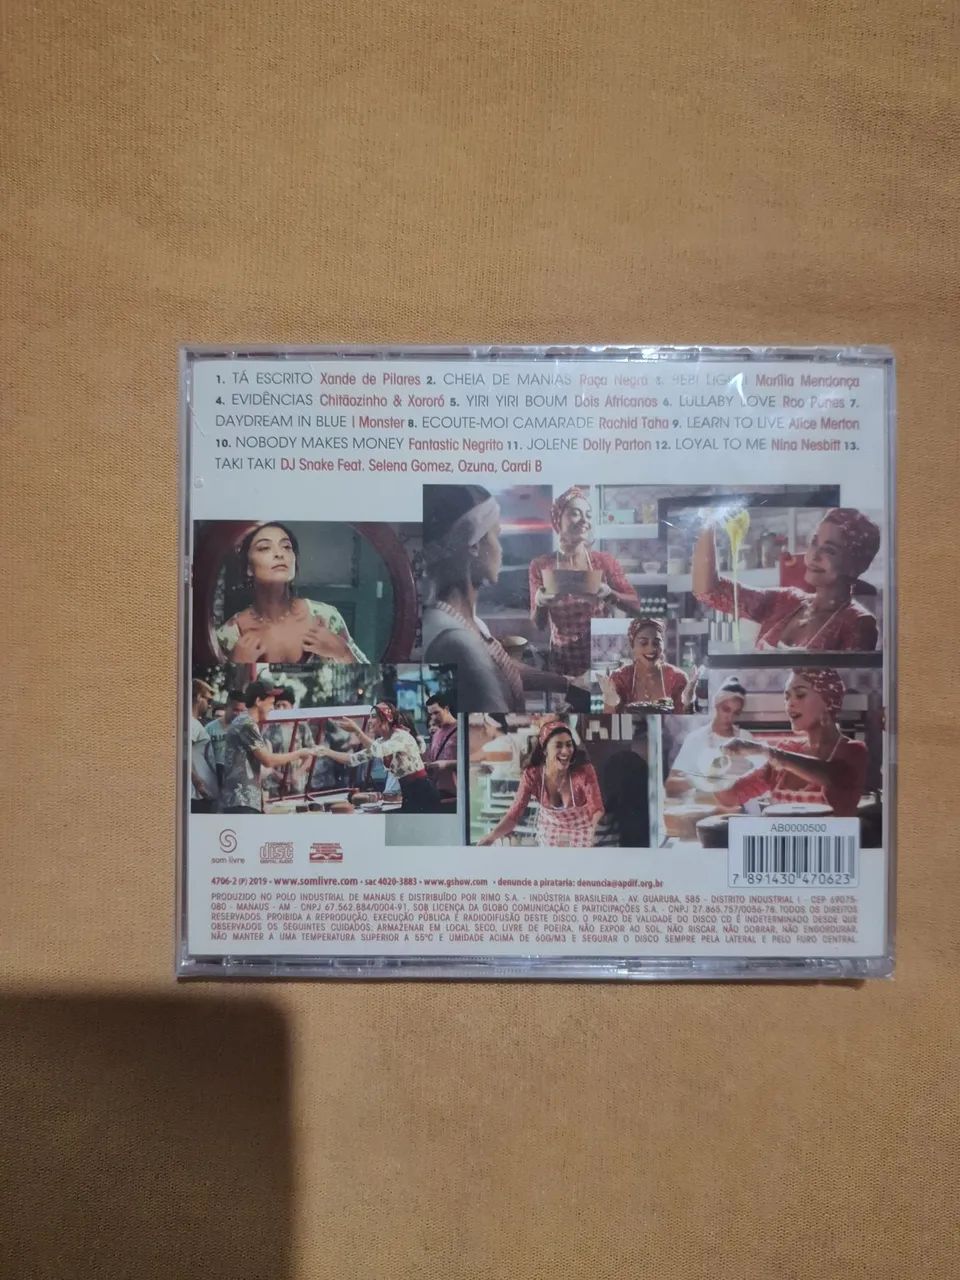 1. TÁ ESCRITO Xande de Pilares 2. CHEIA DE MANIAS Raça Negra 3. BEBI LIGUEI Marília Mendonça
4. EVIDÊNCIAS Chitãozinho & Xororó 5. YIRI YIRI BOUM Dois Africanos 6. LULLABY LOVE Roo Panes 7.
DAYDREAM IN BLUE I Monster 8. ECOUTE-MOI CAMARADE Rachid Taha 9. LEARN TO LIVE Alice Merton
10. NOBODY MAKES MONEY Fantastic Negrito 11. JOLENE Dolly Parton 12. LOYAL TO ME Nina Nesbitt 13.
TAKI TAKI DJ Snake Feat. Selena Gomez, Ozuna, Cardi B
som livre
COMPACT
disc
DIGITAL AUDIO
AB0000500
7 891430 470623
4706-2 (P) 2019 • www.somlivre.com • sac 4020-3883 • www.gshow.com • denuncie a pirataria: denuncia@apdif.org.br
PRODUZIDO NO POLO INDUSTRIAL DE MANAUS E DISTRIBUÍDO POR RIMO S.A. - INDÚSTRIA BRASILEIRA - AV. GUARUBA, 585 - DISTRITO INDUSTRIAL I - CEP 69075-
080 - MANAUS - AM - CNPJ 67.562.884/0004-91, SOB LICENÇA DA GLOBO COMUNICAÇÃO E PARTICIPAÇÕES S.A. - CNPJ 27.865.757/0056-78. TODOS OS DIREITOS
RESERVADOS. PROIBIDA A REPRODUÇÃO, EXECUÇÃO PÚBLICA E RADIODIFUSÃO DESTE DISCO. O PRAZO DE VALIDADE DO DISCO CD É INDETERMINADO DESDE QUE
OBSERVADOS OS SEGUINTES CUIDADOS: ARMAZENAR EM LOCAL SECO, LIVRE DE POEIRA, NÃO EXPOR AO SOL, NÃO RISCAR, NÃO DOBRAR, NÃO ENGORDURAR,
NÃO MANTER A UMA TEMPERATURA SUPERIOR A 55ºC E UMIDADE ACIMA DE 60G/M3 E SEGURAR O DISCO SEMPRE PELA LATERAL E PELO FURO CENTRAL.